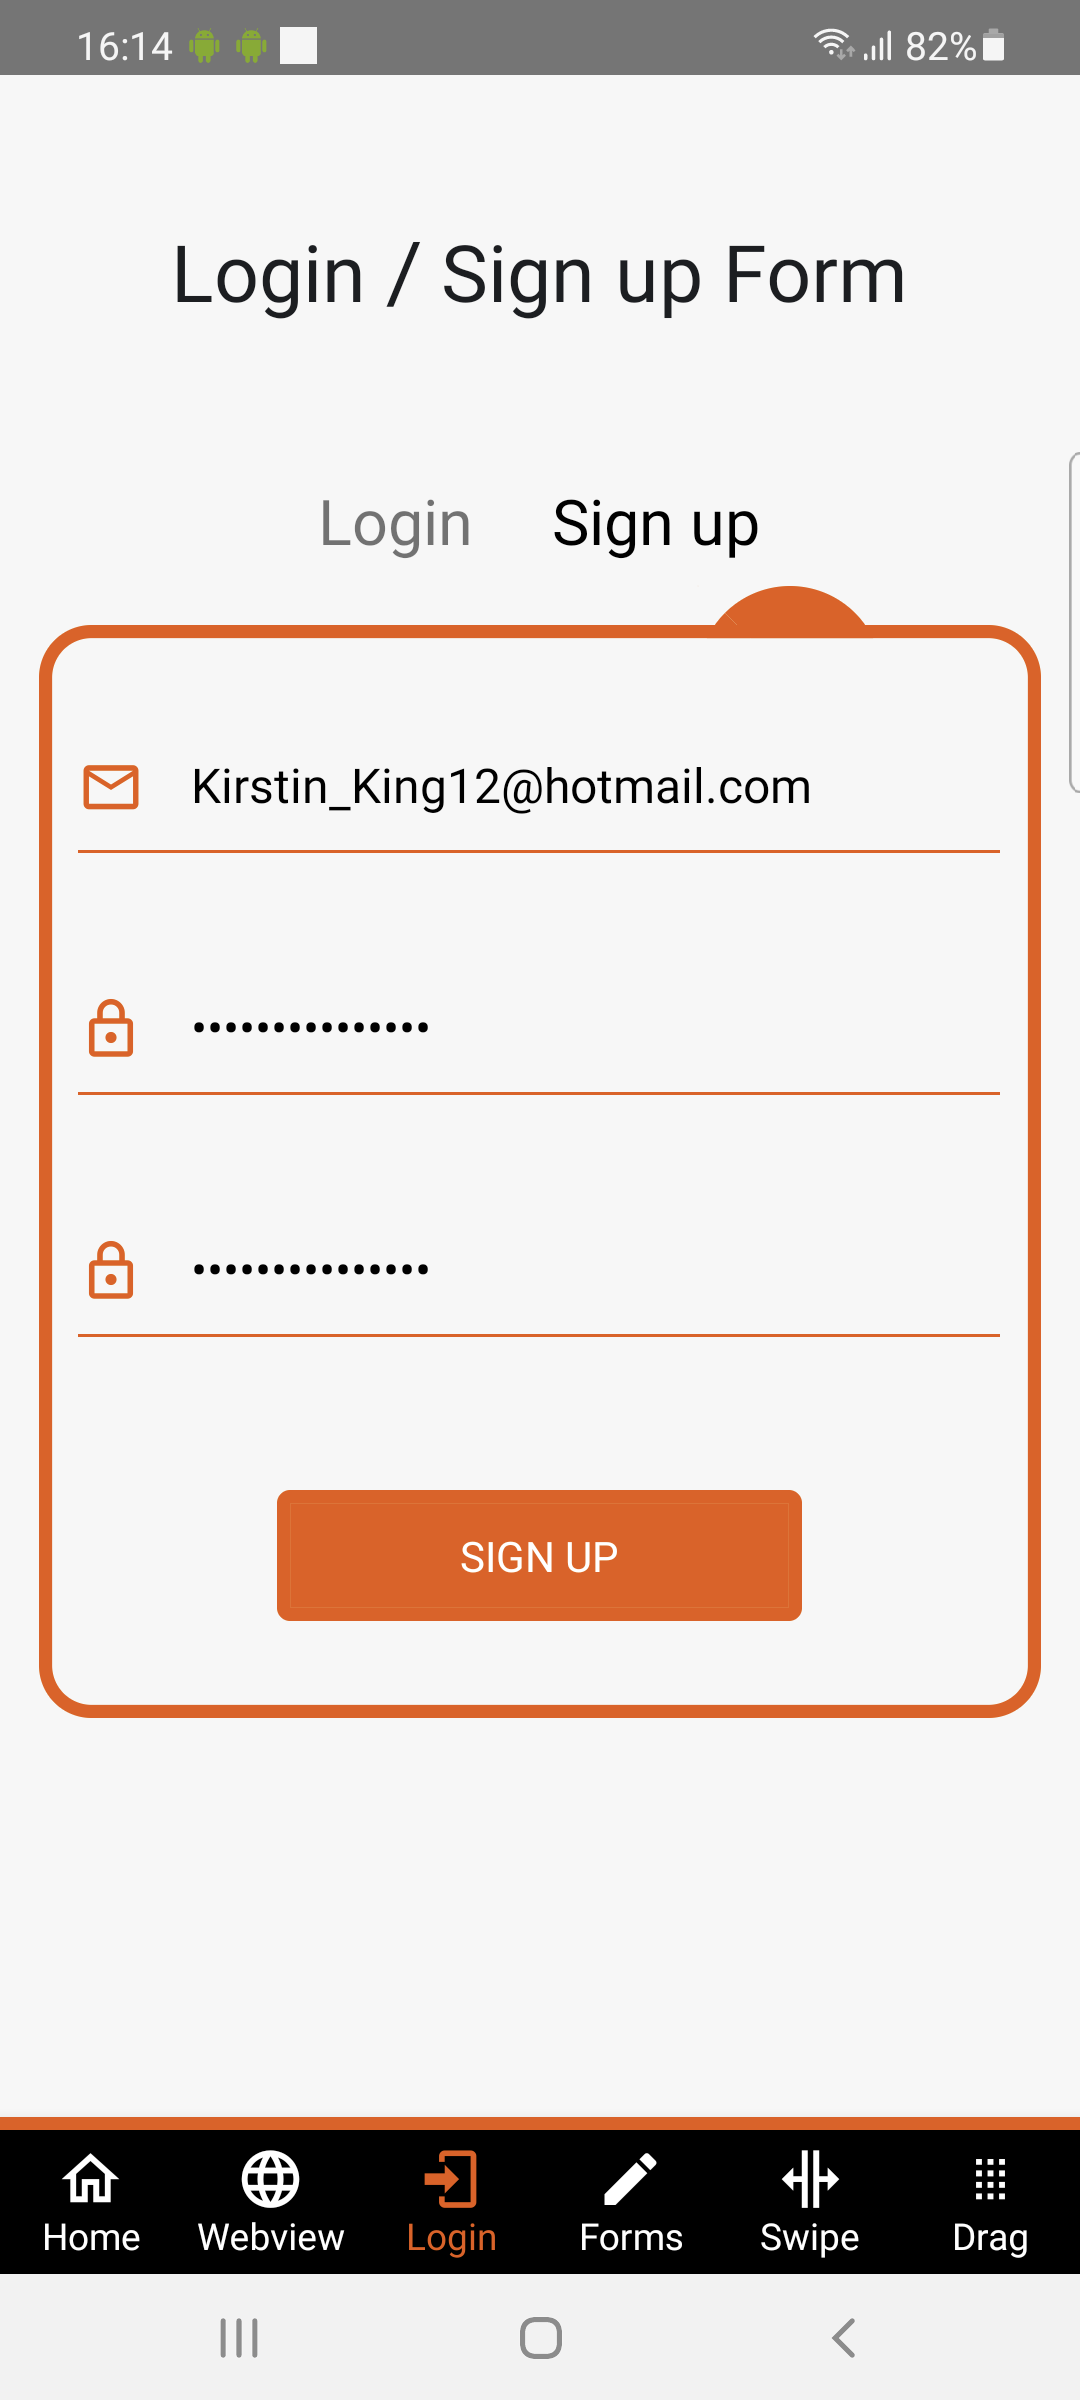 16:14 82%
Login / Sign up Form
Login Sign up
Kirstin_King12@hotmail.com
•••••••••••••••
•••••••••••••••
SIGN UP
Home Webview Login Forms Swipe Drag